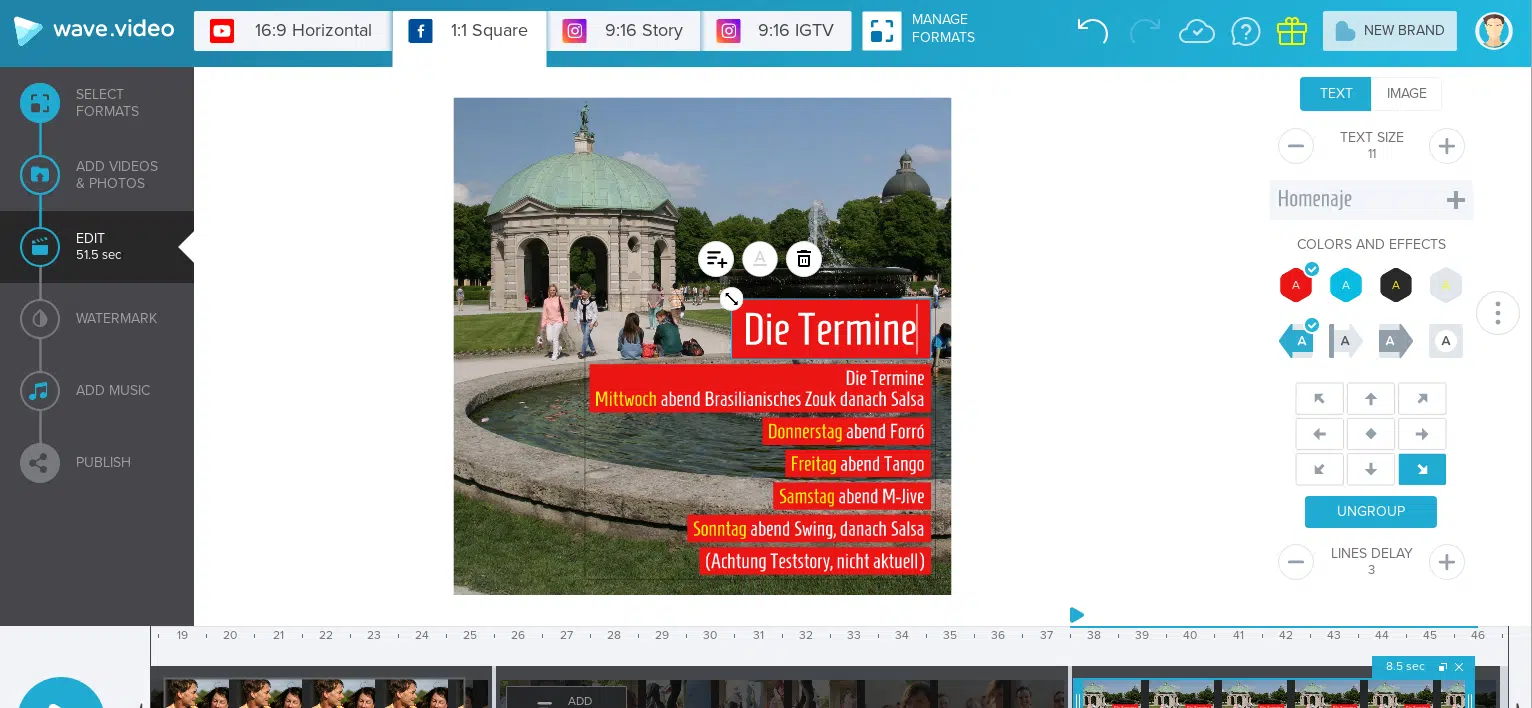 wave.video
16:9 Horizontal
1:1 Square
9:16 Story
9:16 IGTV
MANAGE
FORMATS
NEW BRAND
SELECT
FORMATS
ADD VIDEOS
& PHOTOS
EDIT
51.5 sec
WATERMARK
ADD MUSIC
PUBLISH
Die Termine
Die Termine
Mittwoch abend Brasilianisches Zouk danach Salsa
Donnerstag abend Forró
Freitag abend Tango
Samstag abend M-Jive
Sonntag abend Swing, danach Salsa
(Achtung Teststory, nicht aktuell)
TEXT IMAGE
TEXT SIZE
11
Homenaje
COLORS AND EFFECTS
A A A A
A A A A
UNGROUP
LINES DELAY
3
19 20 21 22 23 24 25 26 27 28 29 30 31 32 33 34 35 36 37 38 39 40 41 42 43 44 45 46
8.5 sec
ADD